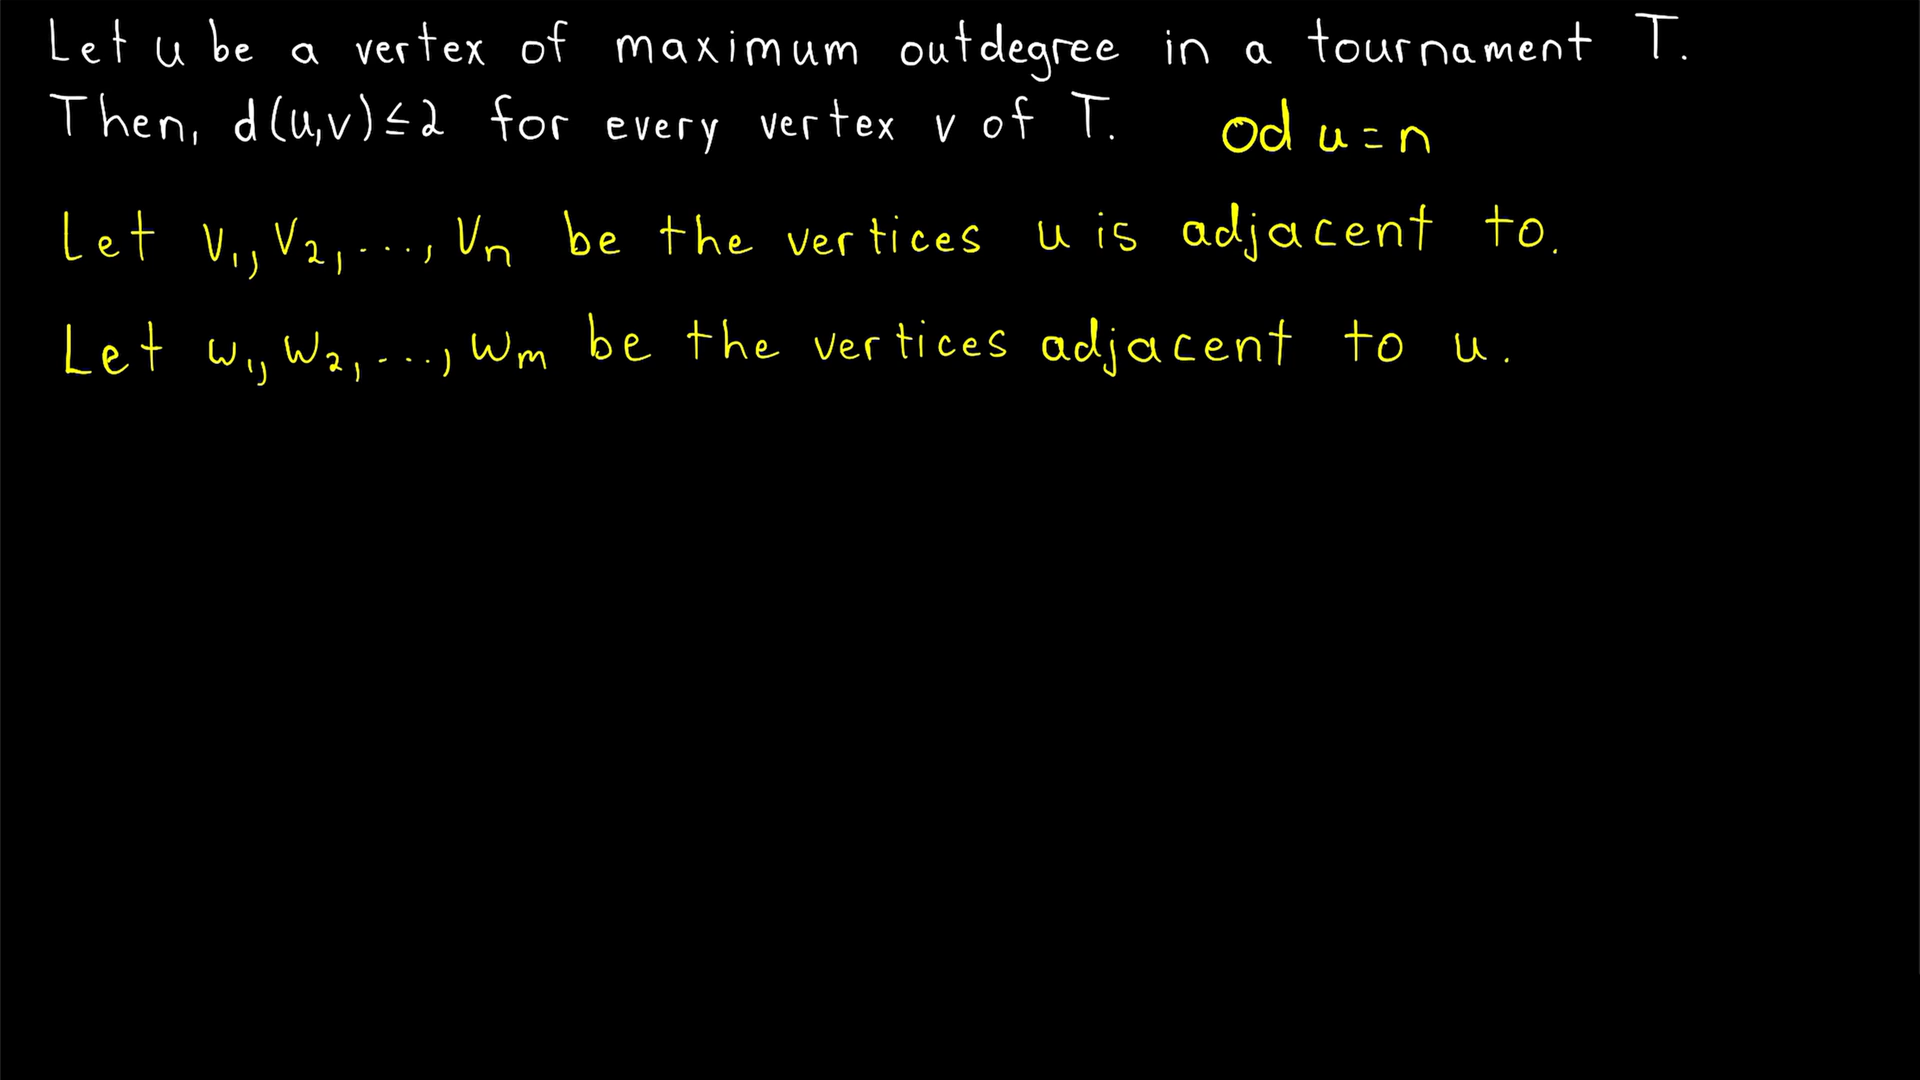 Let u be a vertex of maximum outdegree in a tournament T.
Then, d(u,v)≤2 for every vertex v of T. od u=n
Let v₁, v₂, ..., vₙ be the vertices u is adjacent to.
Let w₁, w₂, ..., wₘ be the vertices adjacent to u.